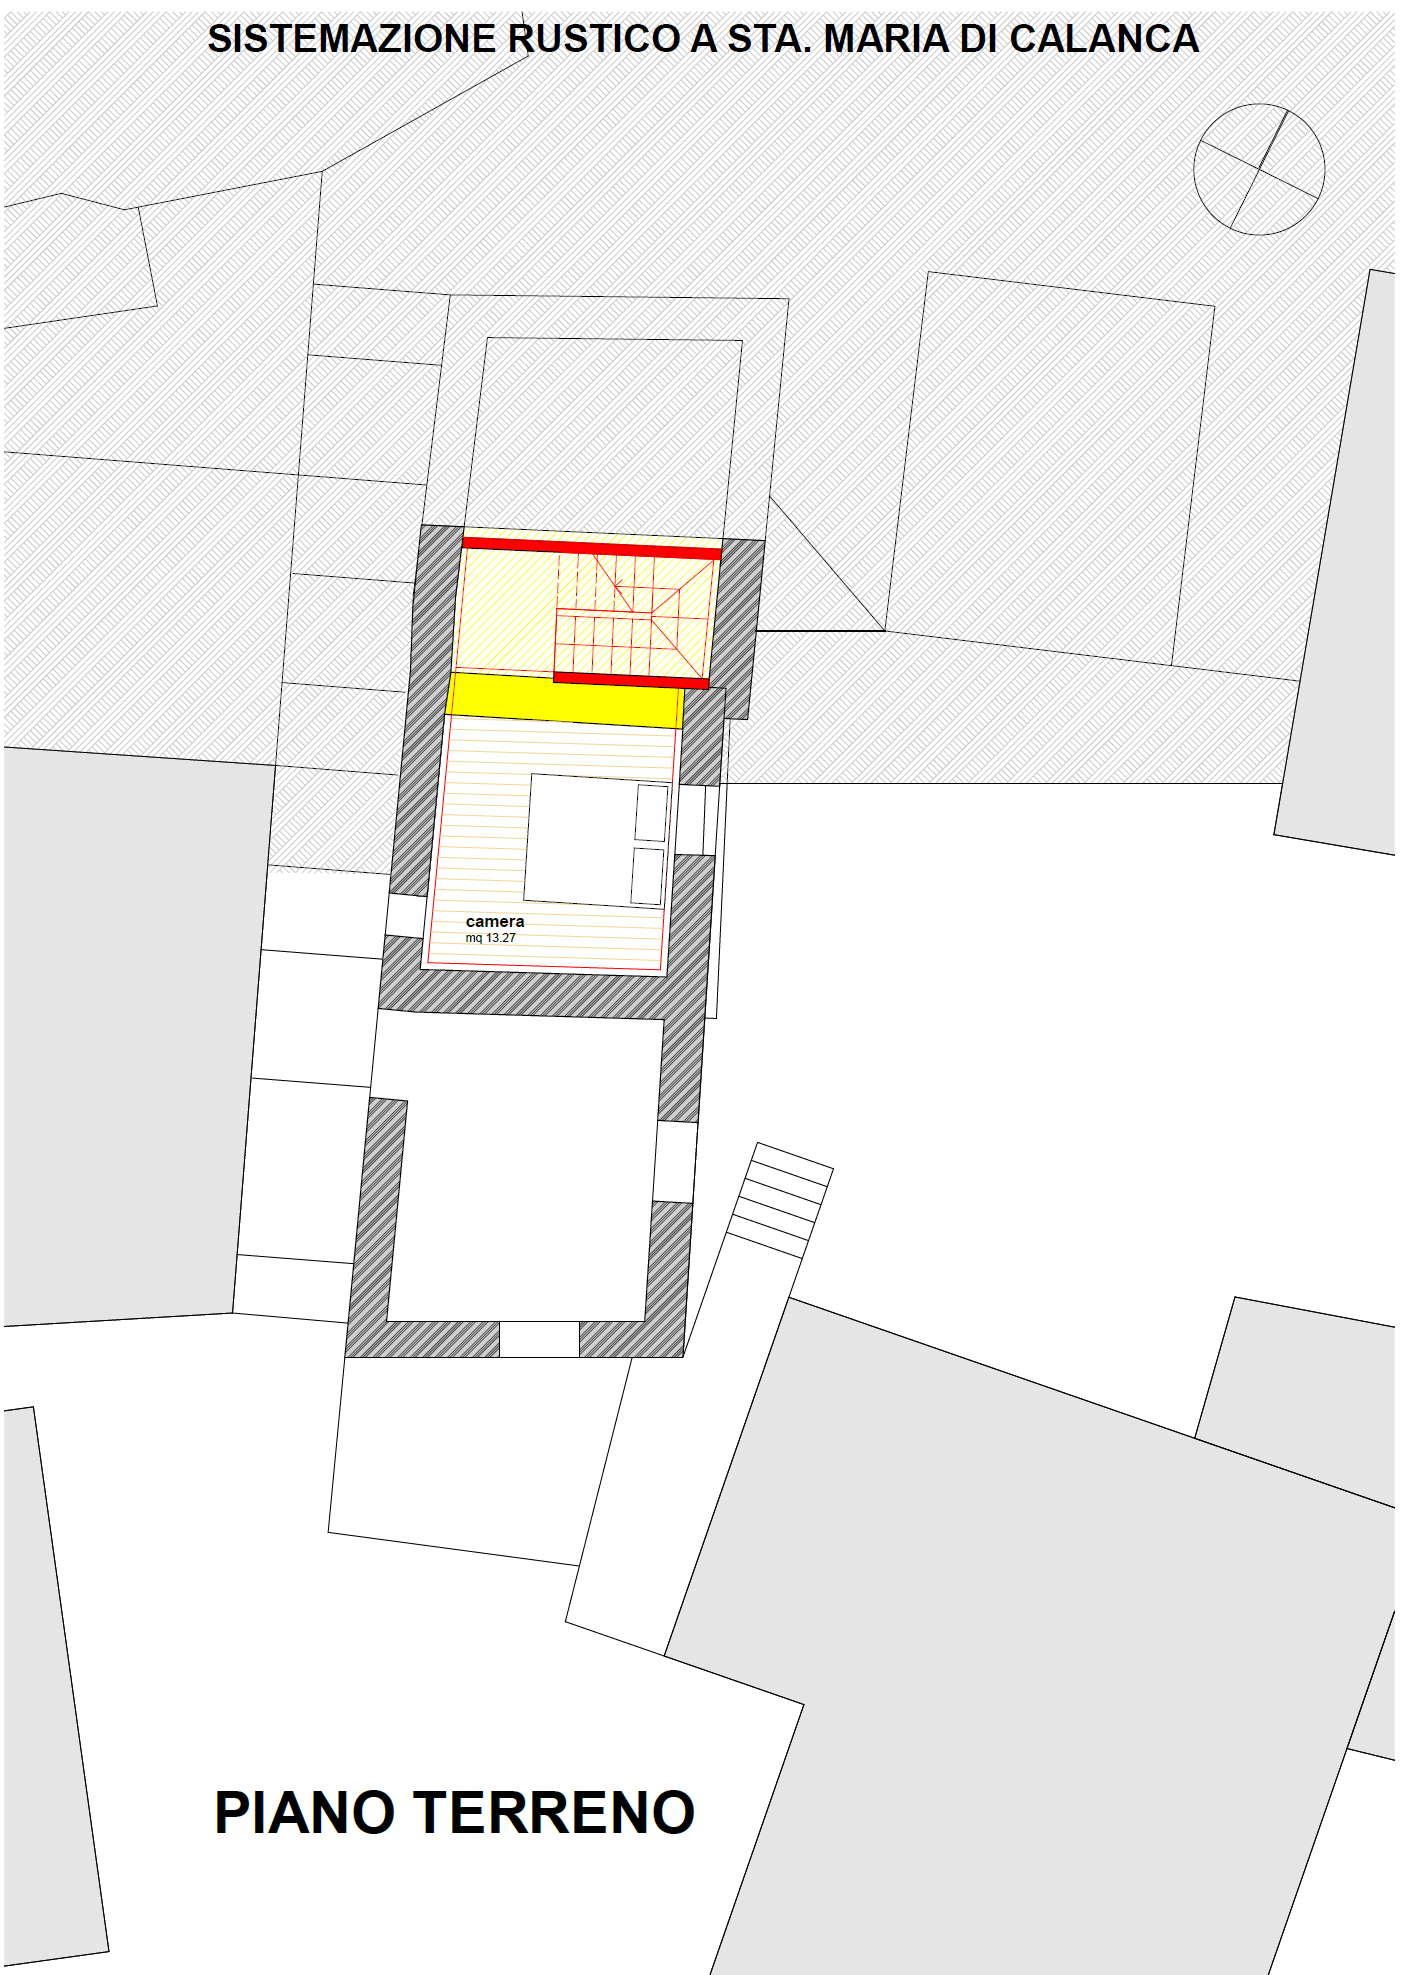 SISTEMAZIONE RUSTICO A STA. MARIA DI CALANCA
camera
mq 13.27
PIANO TERRENO